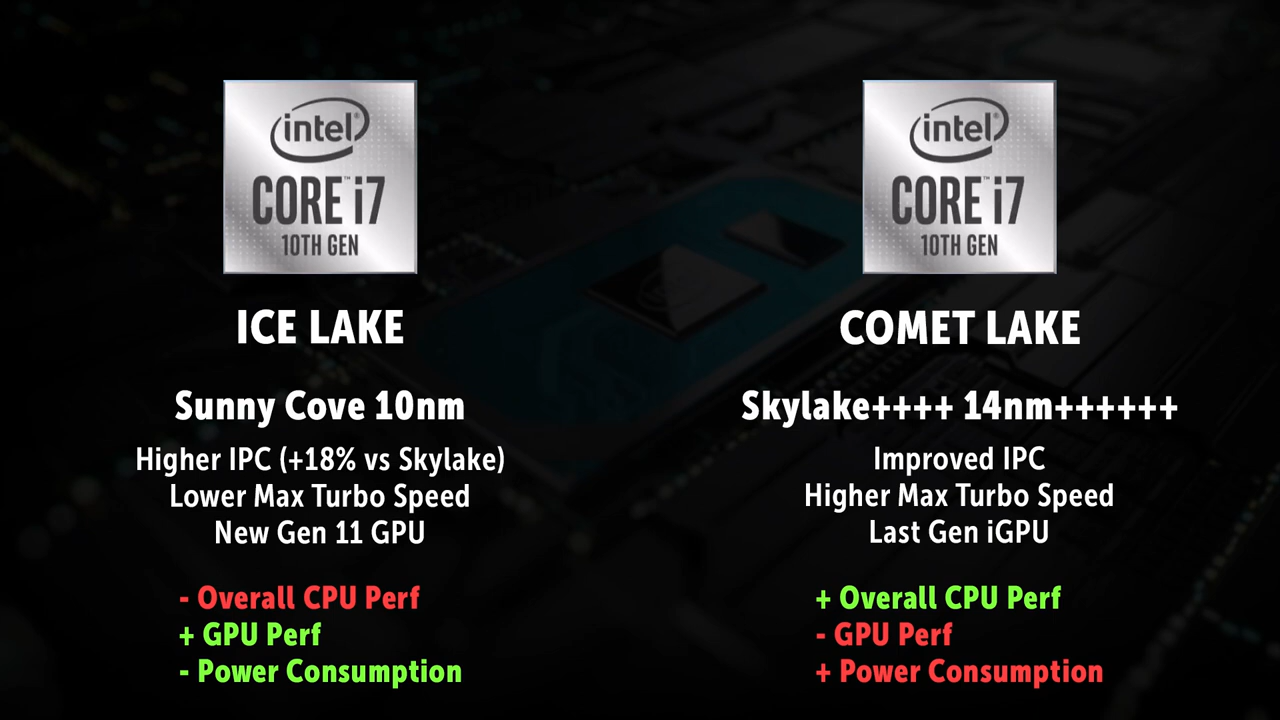 intel®
CORE™ i7
10TH GEN
ICE LAKE
Sunny Cove 10nm
Higher IPC (+18% vs Skylake)
Lower Max Turbo Speed
New Gen 11 GPU
- Overall CPU Perf
+ GPU Perf
- Power Consumption
intel®
CORE™ i7
10TH GEN
COMET LAKE
Skylake++++ 14nm++++++
Improved IPC
Higher Max Turbo Speed
Last Gen iGPU
+ Overall CPU Perf
- GPU Perf
+ Power Consumption